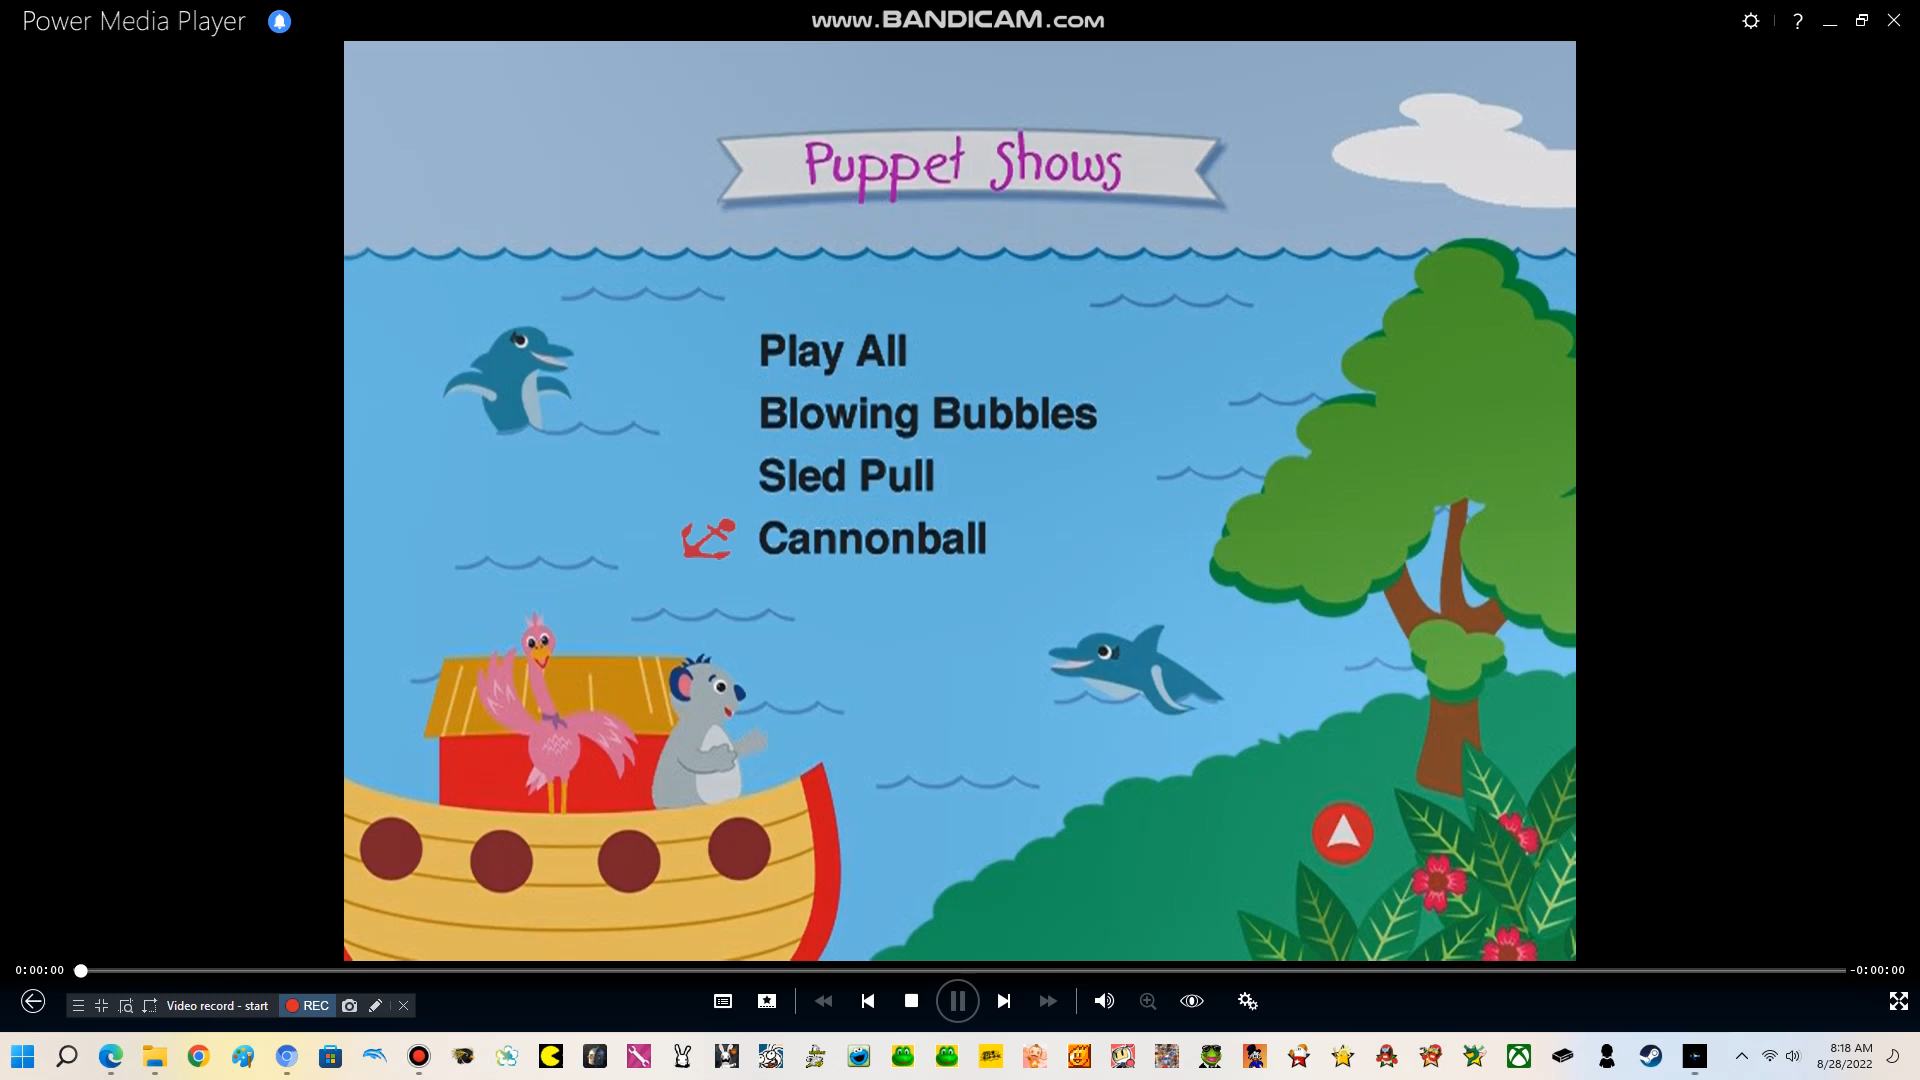 Power Media Player
www.BANDICAM.com
?
Puppet Shows
Play All
Blowing Bubbles
Sled Pull
Cannonball
0:00:00
-0:00:00
Video record - start
REC
8:18 AM
8/28/2022